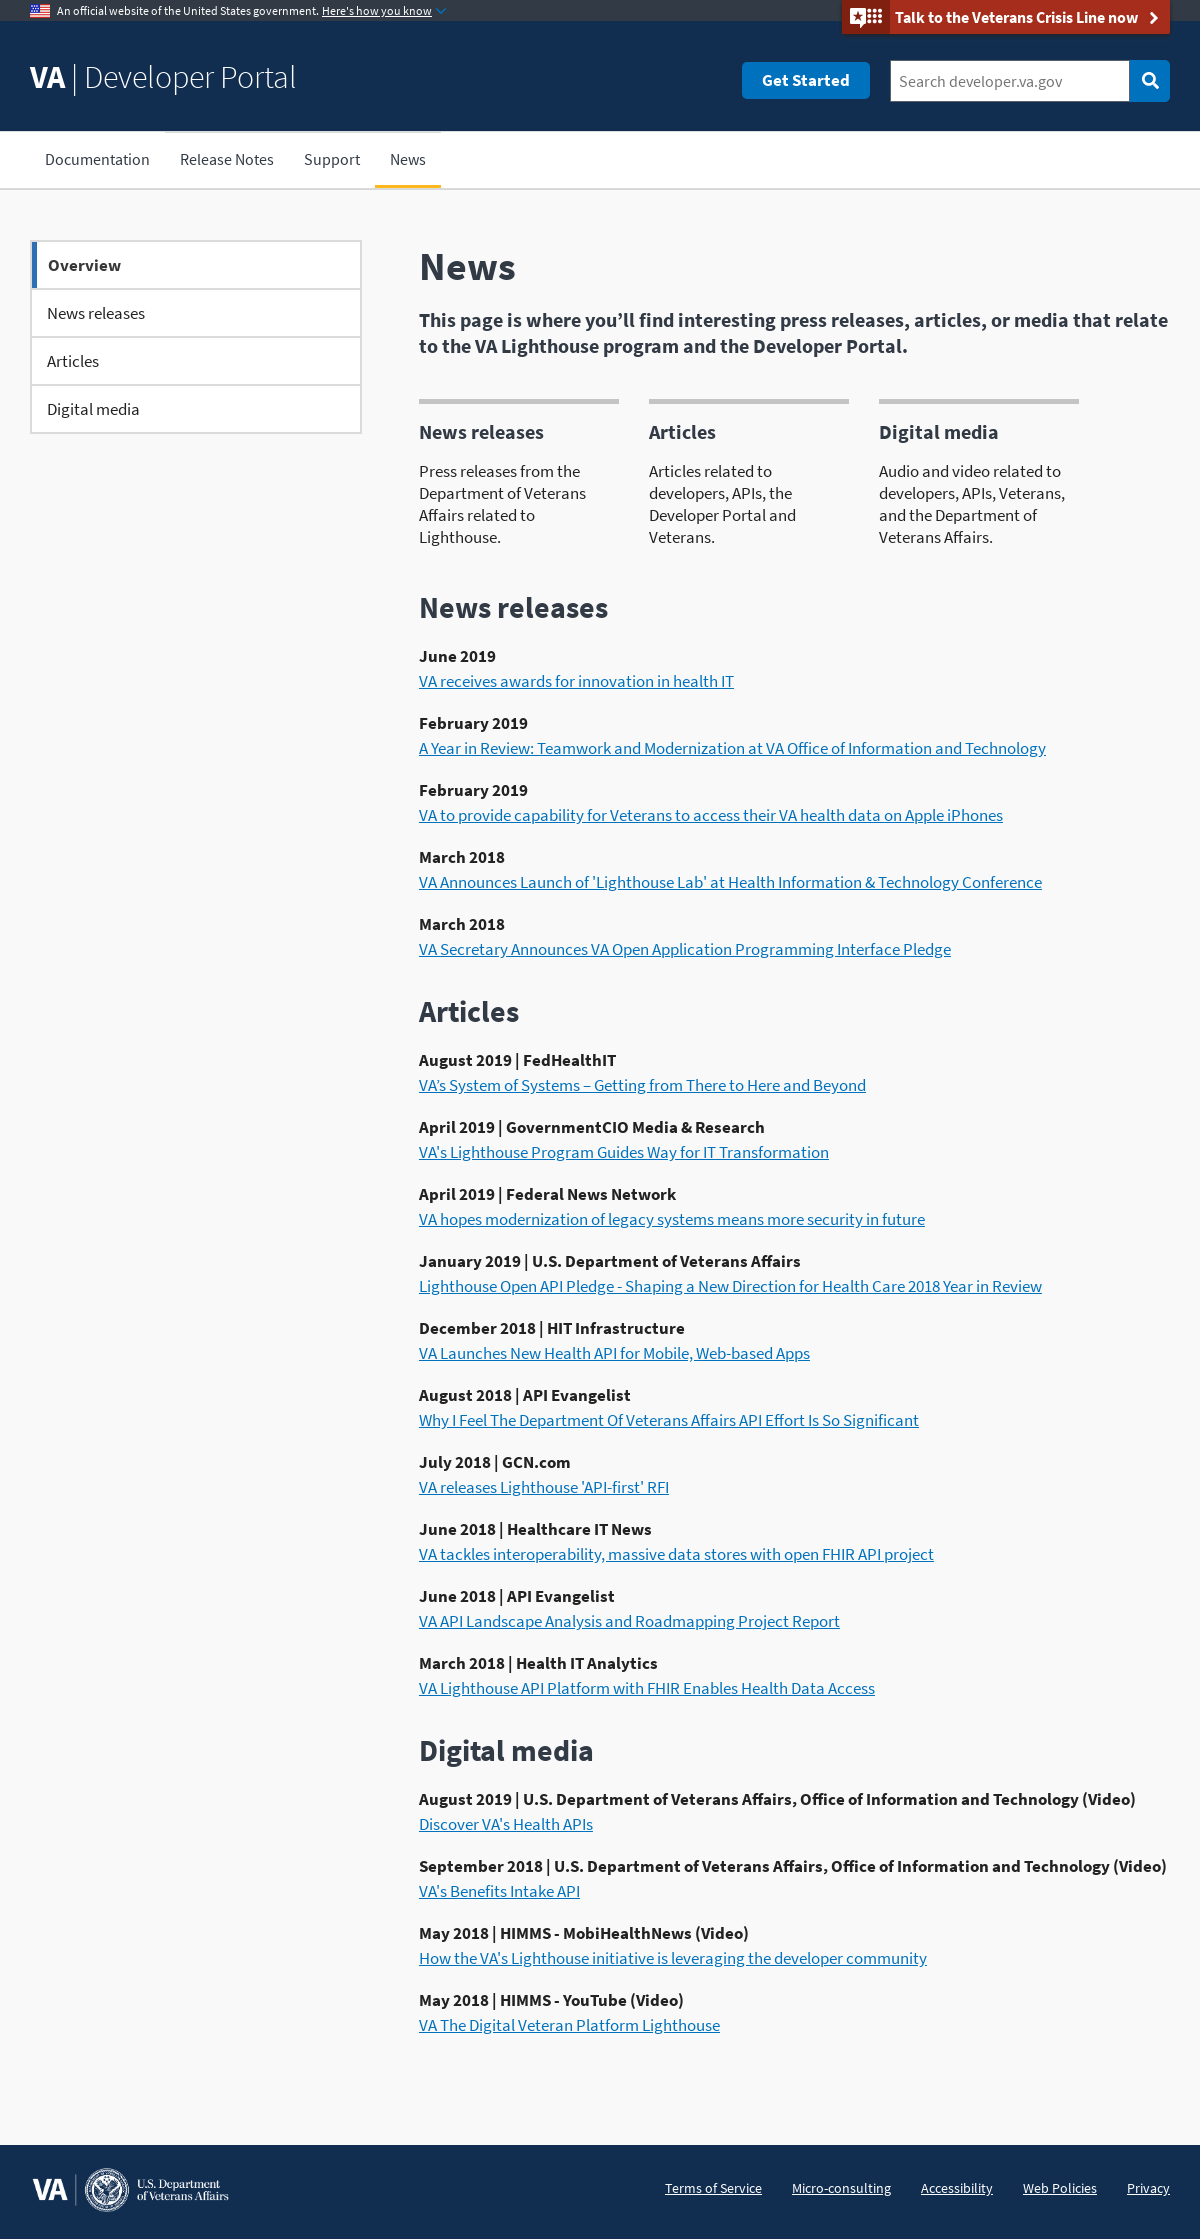 An official website of the United States government. Here's how you know
Talk to the Veterans Crisis Line now
VA | Developer Portal
Get Started
Search developer.va.gov
Documentation
Release Notes
Support
News
Overview
News releases
Articles
Digital media
News
This page is where you’ll find interesting press releases, articles, or media that relate
to the VA Lighthouse program and the Developer Portal.
News releases
Press releases from the
Department of Veterans
Affairs related to
Lighthouse.
Articles
Articles related to
developers, APIs, the
Developer Portal and
Veterans.
Digital media
Audio and video related to
developers, APIs, Veterans,
and the Department of
Veterans Affairs.
News releases
June 2019
VA receives awards for innovation in health IT
February 2019
A Year in Review: Teamwork and Modernization at VA Office of Information and Technology
February 2019
VA to provide capability for Veterans to access their VA health data on Apple iPhones
March 2018
VA Announces Launch of 'Lighthouse Lab' at Health Information & Technology Conference
March 2018
VA Secretary Announces VA Open Application Programming Interface Pledge
Articles
August 2019 | FedHealthIT
VA’s System of Systems – Getting from There to Here and Beyond
April 2019 | GovernmentCIO Media & Research
VA's Lighthouse Program Guides Way for IT Transformation
April 2019 | Federal News Network
VA hopes modernization of legacy systems means more security in future
January 2019 | U.S. Department of Veterans Affairs
Lighthouse Open API Pledge - Shaping a New Direction for Health Care 2018 Year in Review
December 2018 | HIT Infrastructure
VA Launches New Health API for Mobile, Web-based Apps
August 2018 | API Evangelist
Why I Feel The Department Of Veterans Affairs API Effort Is So Significant
July 2018 | GCN.com
VA releases Lighthouse 'API-first' RFI
June 2018 | Healthcare IT News
VA tackles interoperability, massive data stores with open FHIR API project
June 2018 | API Evangelist
VA API Landscape Analysis and Roadmapping Project Report
March 2018 | Health IT Analytics
VA Lighthouse API Platform with FHIR Enables Health Data Access
Digital media
August 2019 | U.S. Department of Veterans Affairs, Office of Information and Technology (Video)
Discover VA's Health APIs
September 2018 | U.S. Department of Veterans Affairs, Office of Information and Technology (Video)
VA's Benefits Intake API
May 2018 | HIMMS - MobiHealthNews (Video)
How the VA's Lighthouse initiative is leveraging the developer community
May 2018 | HIMMS - YouTube (Video)
VA The Digital Veteran Platform Lighthouse
VA
U.S. Department
of Veterans Affairs
Terms of Service
Micro-consulting
Accessibility
Web Policies
Privacy